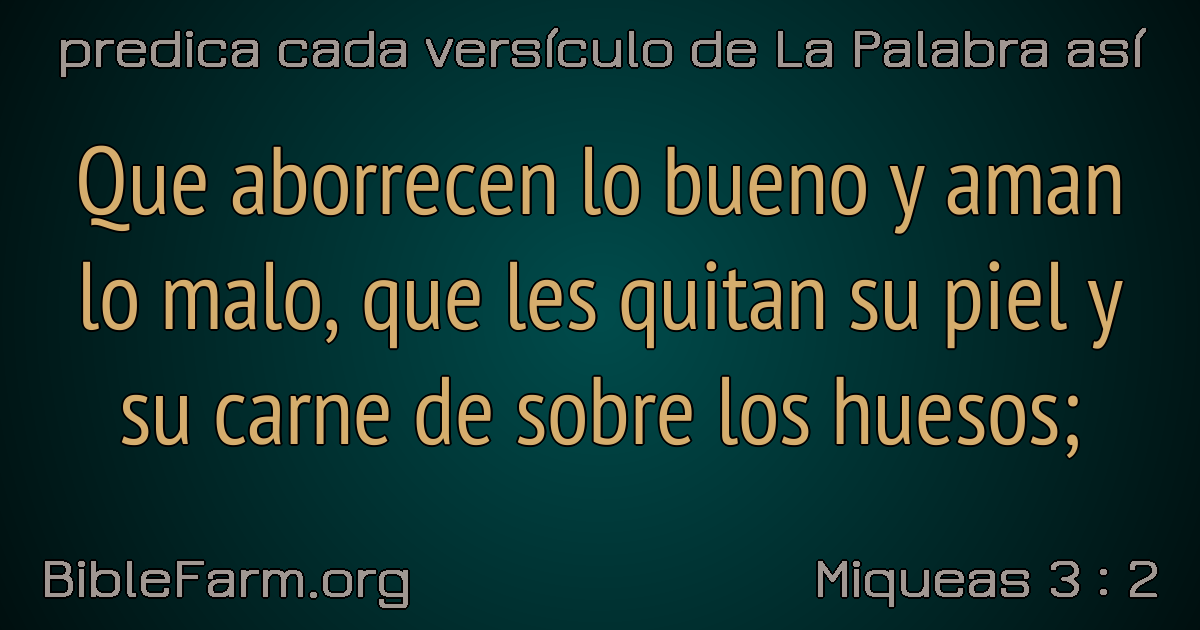 predica cada versículo de La Palabra así
Que aborrecen lo bueno y aman
lo malo, que les quitan su piel y
su carne de sobre los huesos;
BibleFarm.org
Miqueas 3 : 2